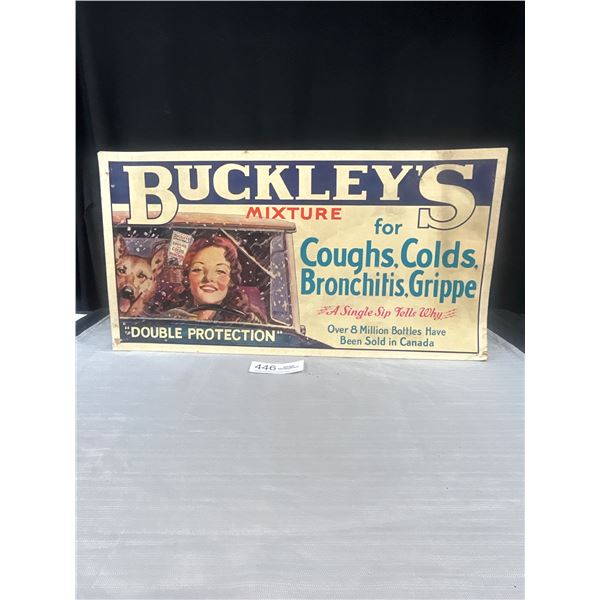 BUCKLEY'S
MIXTURE
for
Coughs, Colds,
Bronchitis, Grippe
A Single Sip Tells Why
"DOUBLE PROTECTION"
Over 8 Million Bottles Have
Been Sold in Canada
446